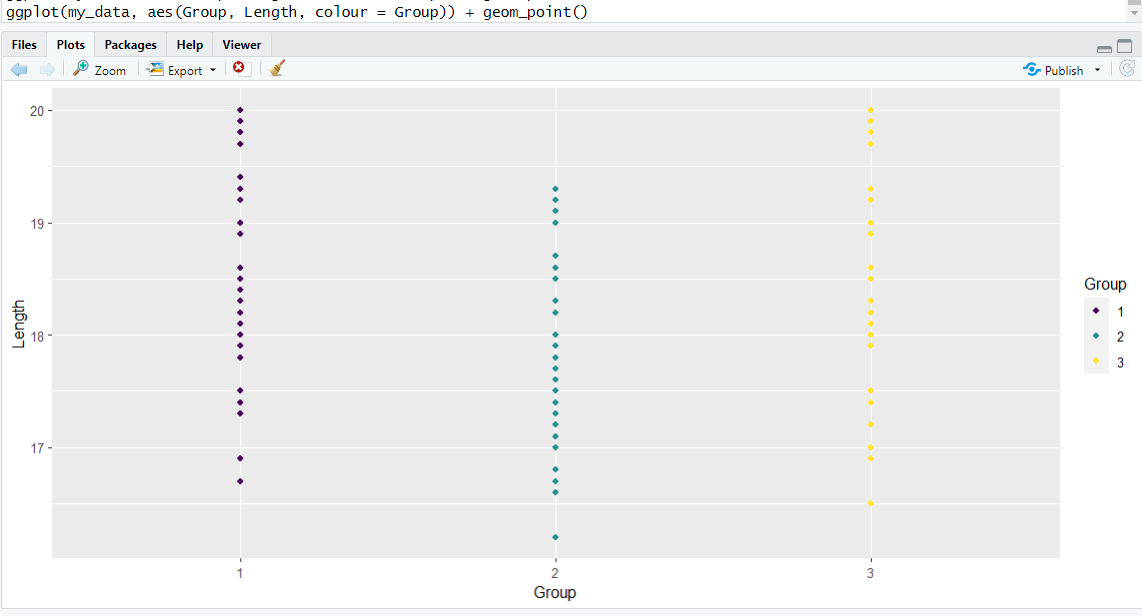 ggplot(my_data, aes(Group, Length, colour = Group)) + geom_point()
Files Plots Packages Help Viewer
Zoom Export Publish
20
19
18
17
Length
1 2 3
Group
Group
1
2
3